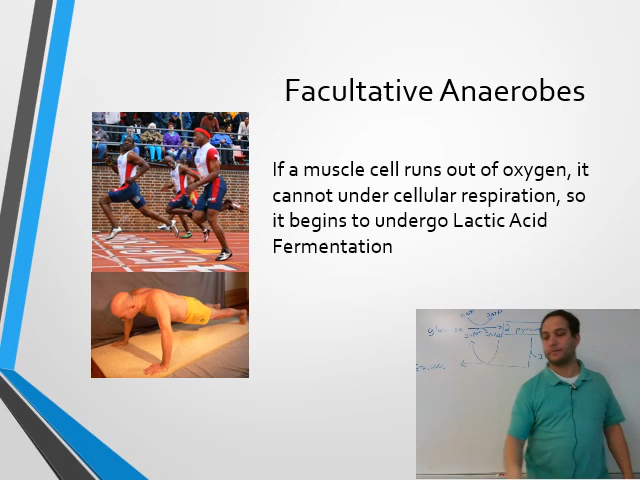 Facultative Anaerobes
If a muscle cell runs out of oxygen, it
cannot under cellular respiration, so
it begins to undergo Lactic Acid
Fermentation